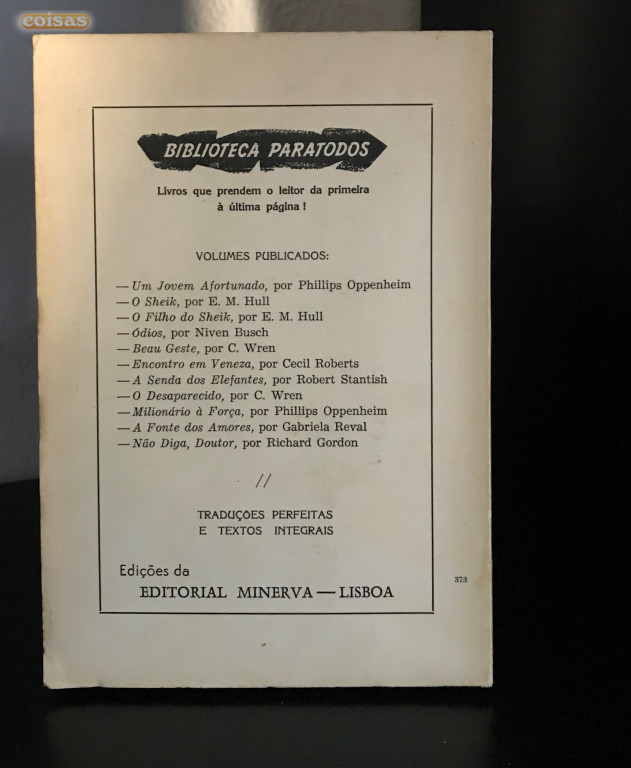 coisas
BIBLIOTECA PARATODOS
Livros que prendem o leitor da primeira
à última página!
VOLUMES PUBLICADOS:
— Um Jovem Afortunado, por Phillips Oppenheim
— O Sheik, por E. M. Hull
— O Filho do Sheik, por E. M. Hull
— Ódios, por Niven Busch
— Beau Geste, por C. Wren
— Encontro em Veneza, por Cecil Roberts
— A Senda dos Elefantes, por Robert Stantish
— O Desaparecido, por C. Wren
— Milionário à Força, por Phillips Oppenheim
— A Fonte dos Amores, por Gabriela Reval
— Não Diga, Doutor, por Richard Gordon
//
TRADUÇÕES PERFEITAS
E TEXTOS INTEGRAIS
Edições da
EDITORIAL MINERVA — LISBOA
373